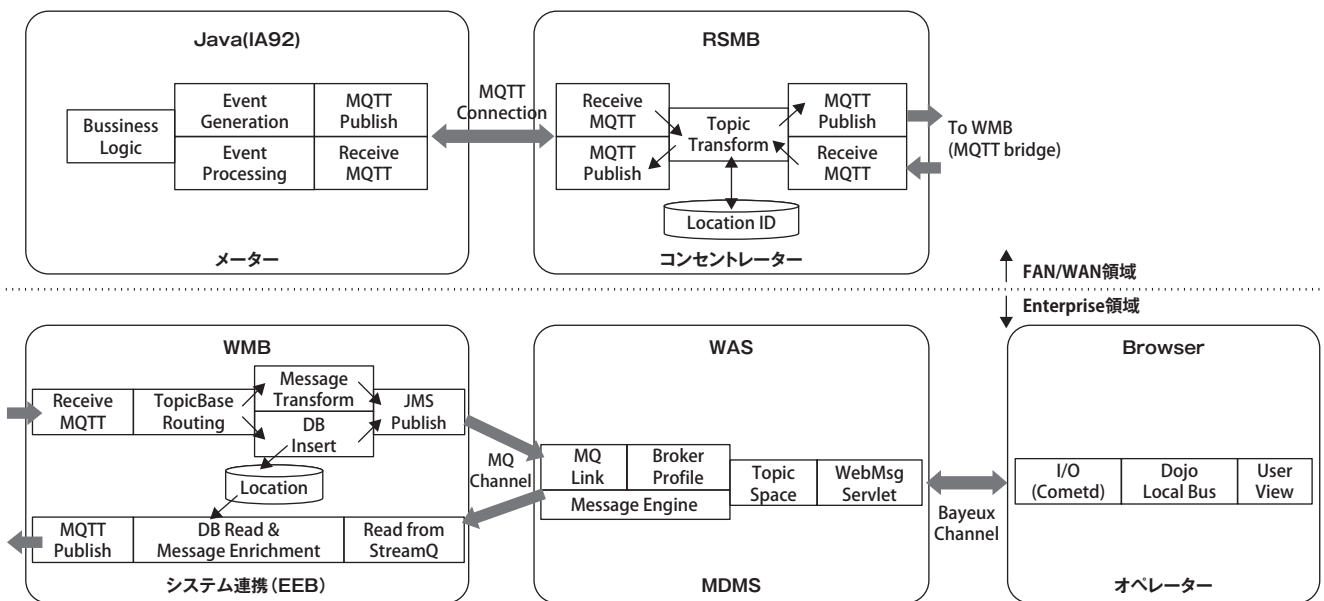 Java(IA92)
Bussiness
Logic
Event
Generation
MQTT
Publish
Event
Processing
Receive
MQTT
メーター
MQTT
Connection
RSMB
Receive
MQTT
MQTT
Publish
Topic
Transform
MQTT
Publish
Receive
MQTT
Location ID
コンセントレーター
To WMB
(MQTT bridge)
FAN/WAN領域
Enterprise領域
WMB
Receive
MQTT
TopicBase
Routing
Message
Transform
DB
Insert
JMS
Publish
Location
MQTT
Publish
DB Read &
Message Enrichment
Read from
StreamQ
システム連携(EEB)
MQ
Channel
WAS
MQ
Link
Broker
Profile
Message Engine
Topic
Space
WebMsg
Servlet
MDMS
Bayeux
Channel
Browser
I/O
(Cometd)
Dojo
Local Bus
User
View
オペレーター